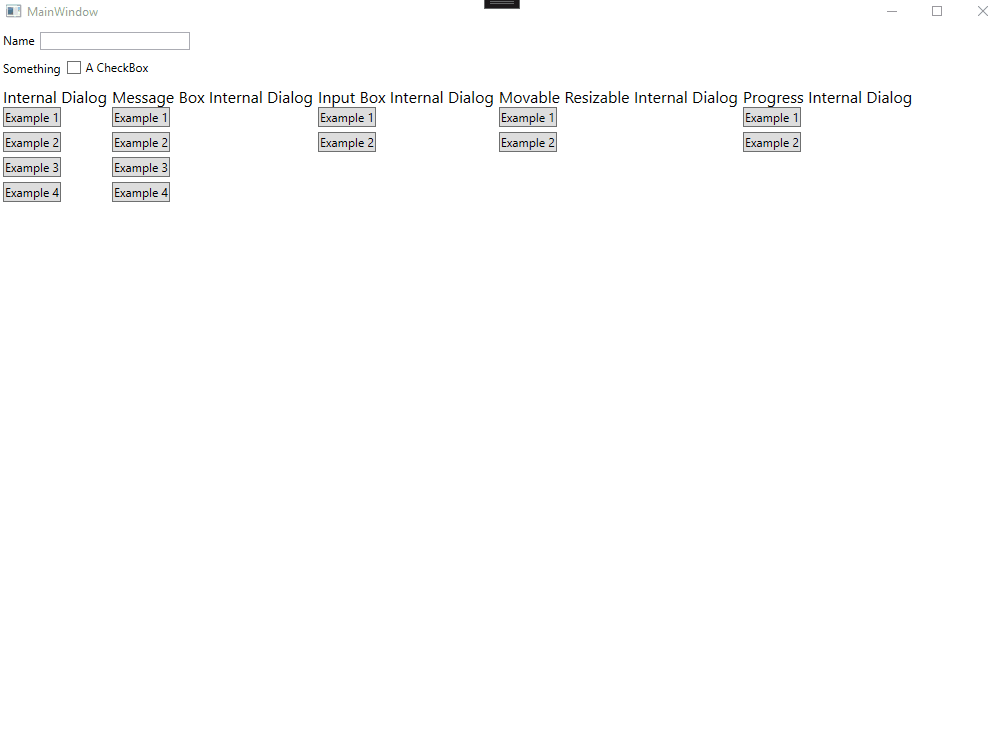 MainWindow
Name
Something A CheckBox
Internal Dialog Message Box Internal Dialog Input Box Internal Dialog Movable Resizable Internal Dialog Progress Internal Dialog
Example 1 Example 1 Example 1 Example 1 Example 1
Example 2 Example 2 Example 2 Example 2 Example 2
Example 3 Example 3
Example 4 Example 4